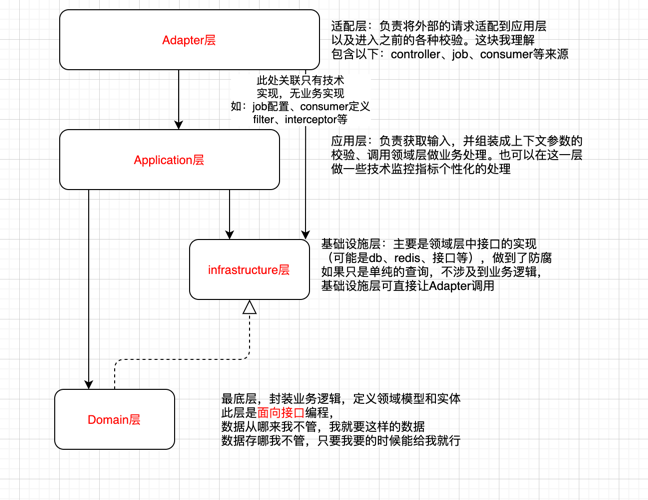 Adapter层
适配层：负责将外部的请求适配到应用层
以及进入之前的各种校验。这块我理解
包含以下：controller、job、consumer等来源
此处关联只有技术
实现，无业务实现
如：job配置、consumer定义
filter、interceptor等
Application层
应用层：负责获取输入，并组装成上下文参数的
校验、调用领域层做业务处理。也可以在这一层
做一些技术监控指标个性化的处理
infrastructure层
基础设施层：主要是领域层中接口的实现
（可能是db、redis、接口等），做到了防腐
如果只是单纯的查询，不涉及到业务逻辑，
基础设施层可直接让Adapter调用
Domain层
最底层，封装业务逻辑，定义领域模型和实体
此层是面向接口编程，
数据从哪来我不管，我就要这样的数据
数据存哪我不管，只要我要的时候能给我就行